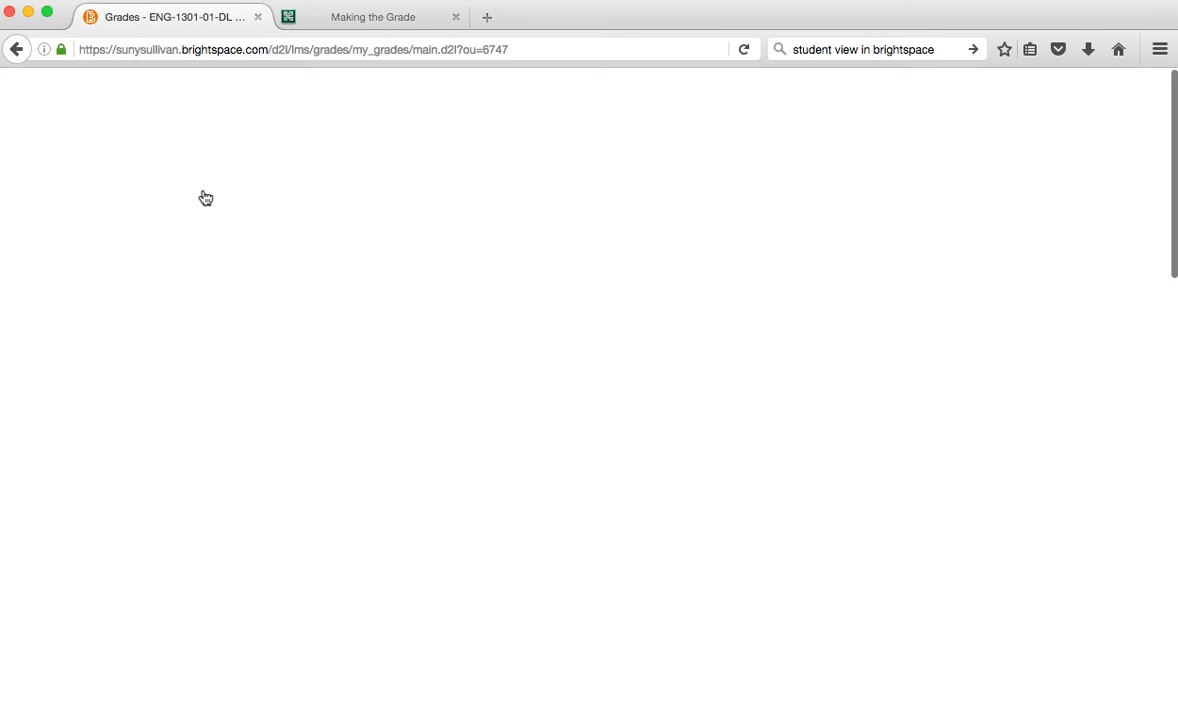 Grades - ENG-1301-01-DL ...
Making the Grade
https://sunysullivan.brightspace.com/d2l/lms/grades/my_grades/main.d2l?ou=6747
student view in brightspace